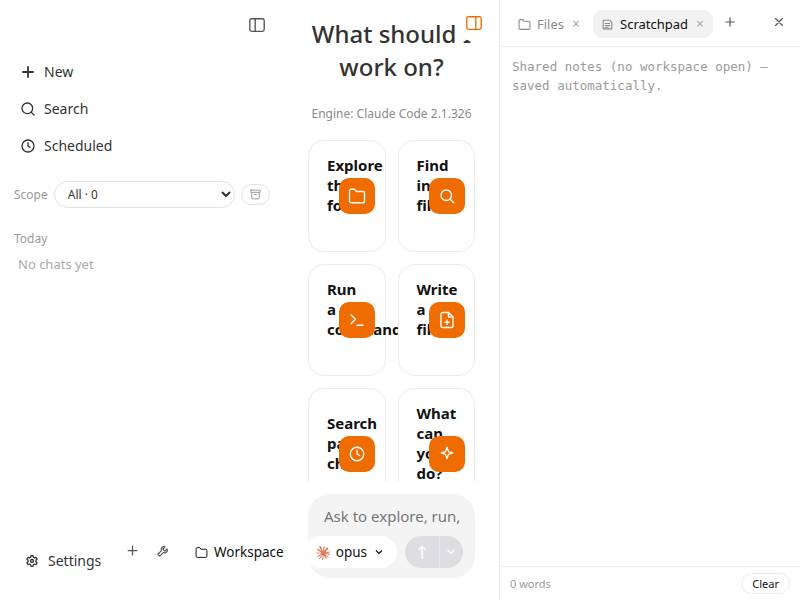 New
Search
Scheduled
Scope
All · 0
Today
No chats yet
Settings
Workspace
What should
work on?
Engine: Claude Code 2.1.326
Explore
Find
Run
a
Write
a
Search
What
can
do?
Ask to explore, run,
opus
Files
Scratchpad
Shared notes (no workspace open) —
saved automatically.
0 words
Clear